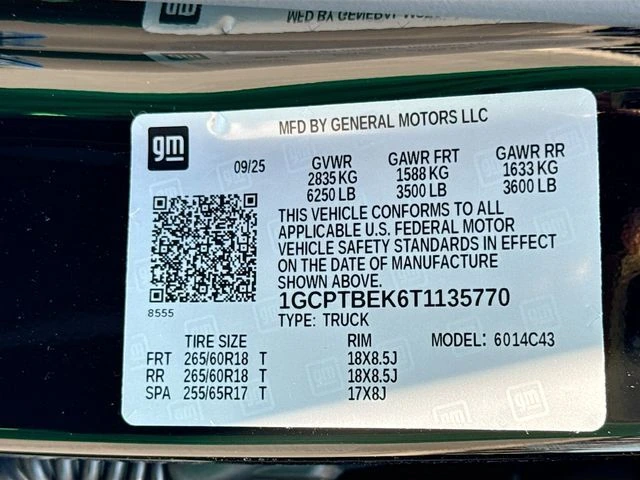 MFD BY GENERAL MOTORS LLC
gm
09/25
GVWR GAWR FRT GAWR RR
2835 KG 1588 KG 1633 KG
6250 LB 3500 LB 3600 LB
THIS VEHICLE CONFORMS TO ALL
APPLICABLE U.S. FEDERAL MOTOR
VEHICLE SAFETY STANDARDS IN EFFECT
ON THE DATE OF MANUFACTURE
SHOWN ABOVE.
8555
1GCPTBEK6T1135770
TYPE: TRUCK
TIRE SIZE RIM MODEL: 6014C43
FRT 265/60R18 T 18X8.5J
RR 265/60R18 T 18X8.5J
SPA 255/65R17 T 17X8J